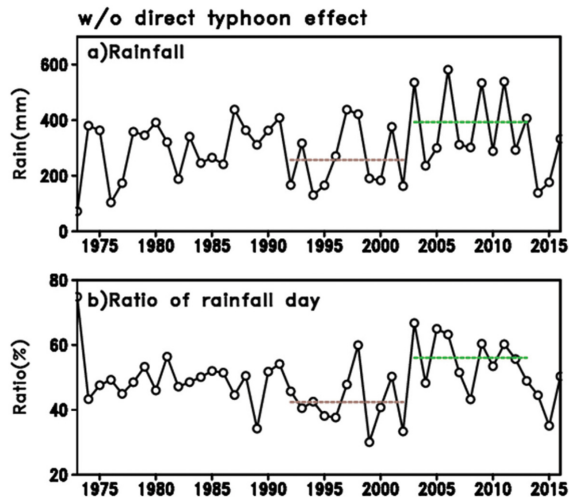 w/o direct typhoon effect
a)Rainfall
Rain(mm)
600
400
200
0
1975 1980 1985 1990 1995 2000 2005 2010 2015
b)Ratio of rainfall day
Ratio(%)
80
60
40
20
1975 1980 1985 1990 1995 2000 2005 2010 2015